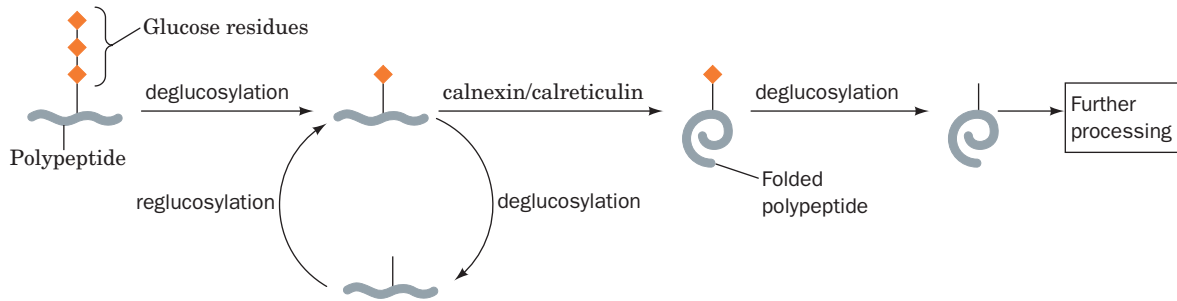 Glucose residues
deglucosylation
calnexin/calreticulin
deglucosylation
Further
processing
Polypeptide
Folded
polypeptide
reglucosylation
deglucosylation